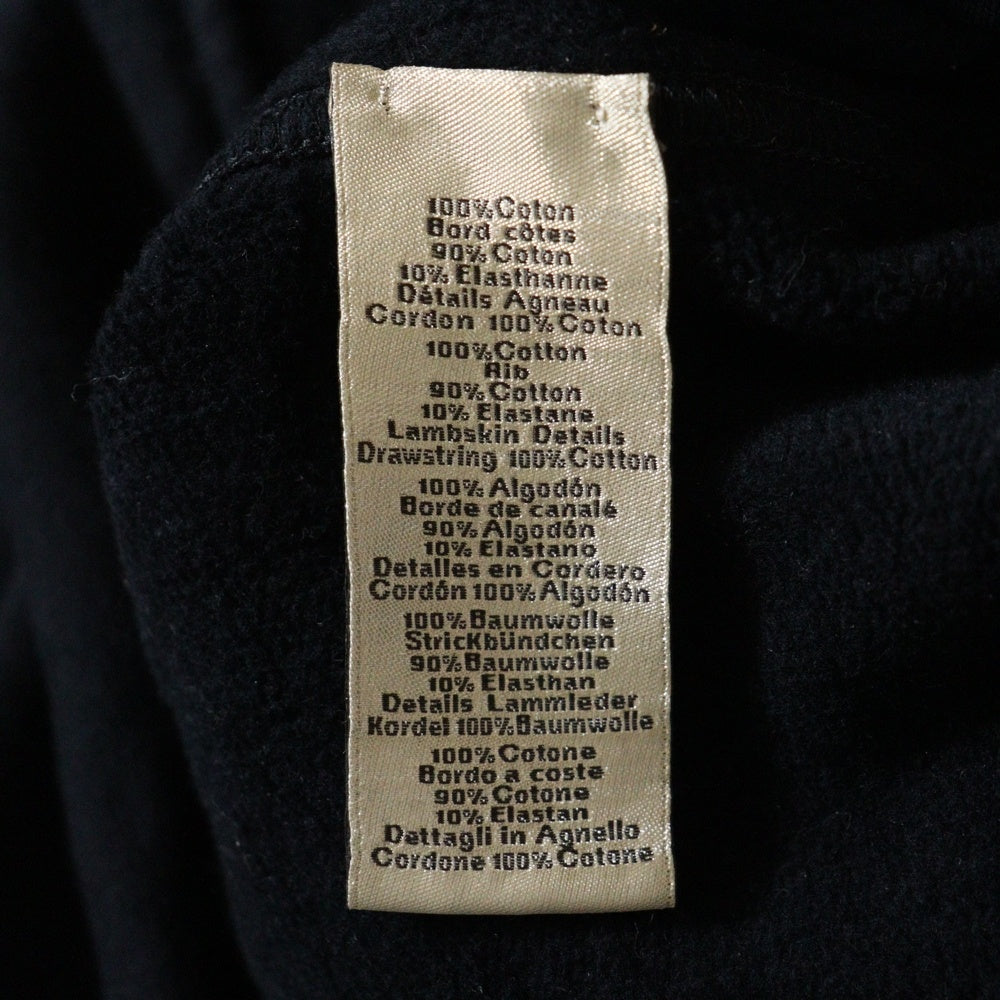 100% Coton
Bord côtes
90% Coton
10% Elasthanne
Détails Agneau
Cordon 100% Coton
100% Cotton
Rib
90% Cotton
10% Elastane
Lambskin Details
Drawstring 100% Cotton
100% Algodón
Borde de canalé
90% Algodón
10% Elastano
Detalles en Cordero
Cordón 100% Algodón
100% Baumwolle
StricKbündchen
90% Baumwolle
10% Elasthan
Details Lammleder
Kordel 100% Baumwolle
100% Cotone
Bordo a coste
90% Cotone
10% Elastan
Dettagli in Agnello
Cordone 100% Cotone